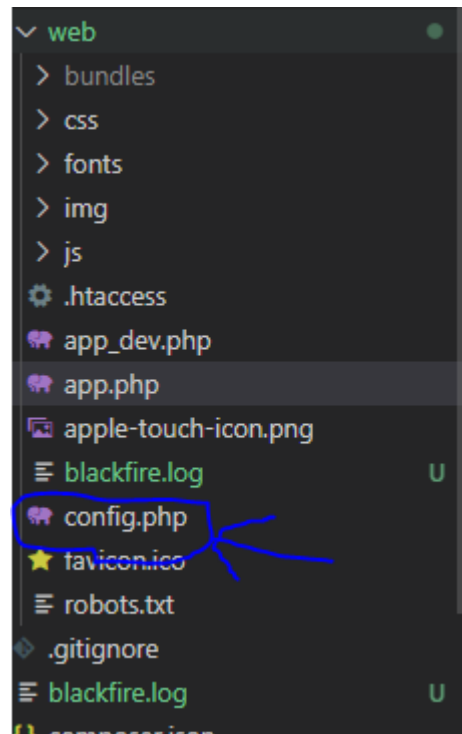 web
bundles
css
fonts
img
js
.htaccess
app_dev.php
app.php
apple-touch-icon.png
blackfire.log U
config.php
favicon.ico
robots.txt
.gitignore
blackfire.log U